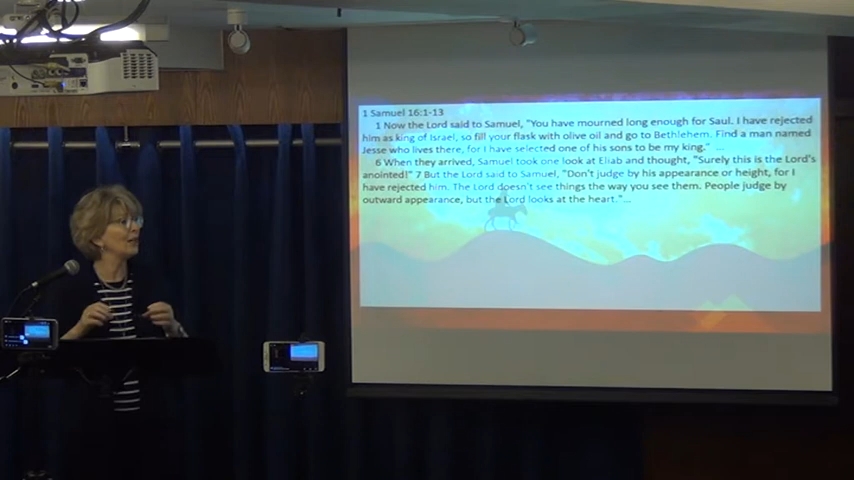 1 Samuel 16:1-13
1 Now the Lord said to Samuel, "You have mourned long enough for Saul. I have rejected
him as king of Israel, so fill your flask with olive oil and go to Bethlehem. Find a man named
Jesse who lives there, for I have selected one of his sons to be my king." ...
6 When they arrived, Samuel took one look at Eliab and thought, "Surely this is the Lord's
anointed!" 7 But the Lord said to Samuel, "Don't judge by his appearance or height, for I
have rejected him. The Lord doesn't see things the way you see them. People judge by
outward appearance, but the Lord looks at the heart."...